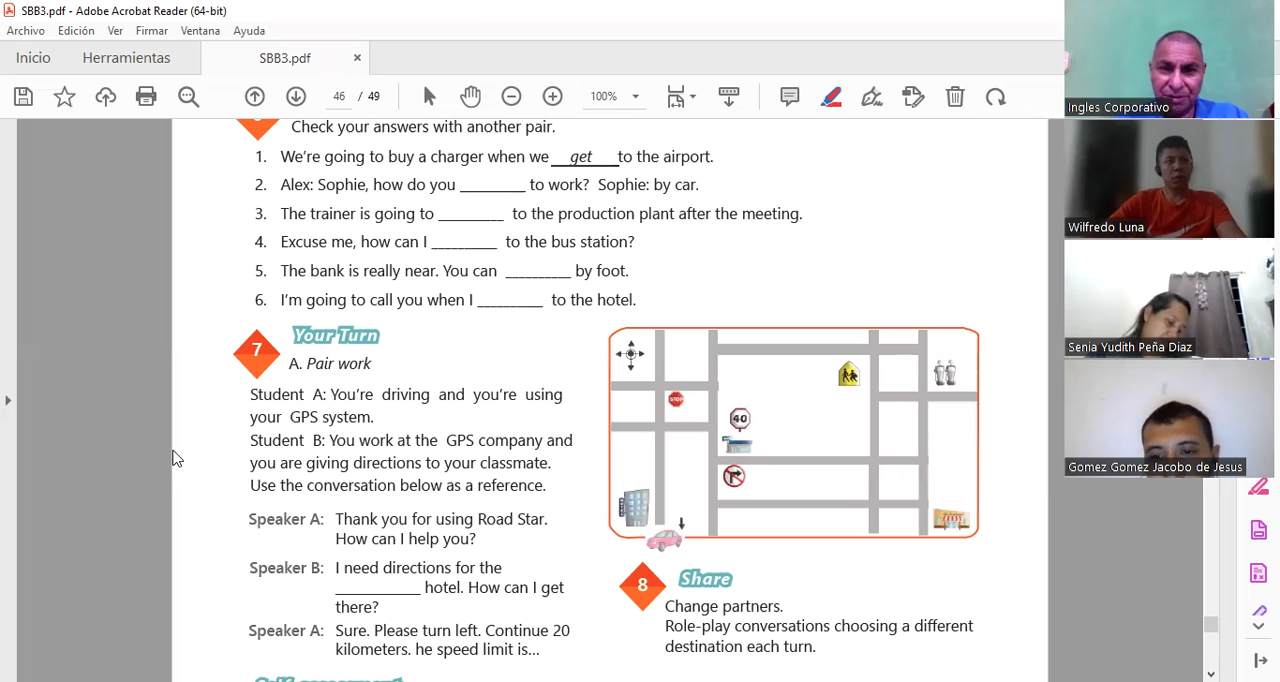 SBB3.pdf - Adobe Acrobat Reader (64-bit)
Archivo Edición Ver Firmar Ventana Ayuda
Inicio Herramientas SBB3.pdf ×
46 / 49 100%
Check your answers with another pair.
1. We're going to buy a charger when we __get__ to the airport.
2. Alex: Sophie, how do you ________ to work? Sophie: by car.
3. The trainer is going to ________ to the production plant after the meeting.
4. Excuse me, how can I ________ to the bus station?
5. The bank is really near. You can ________ by foot.
6. I'm going to call you when I ________ to the hotel.
7 Your Turn
A. Pair work
Student A: You're driving and you're using
your GPS system.
Student B: You work at the GPS company and
you are giving directions to your classmate.
Use the conversation below as a reference.
Speaker A: Thank you for using Road Star.
How can I help you?
Speaker B: I need directions for the
___________ hotel. How can I get
there?
Speaker A: Sure. Please turn left. Continue 20
kilometers. he speed limit is...
STOP
40
8 Share
Change partners.
Role-play conversations choosing a different
destination each turn.
Ingles Corporativo
Wilfredo Luna
Senia Yudith Peña Diaz
Gomez Gomez Jacobo de Jesus